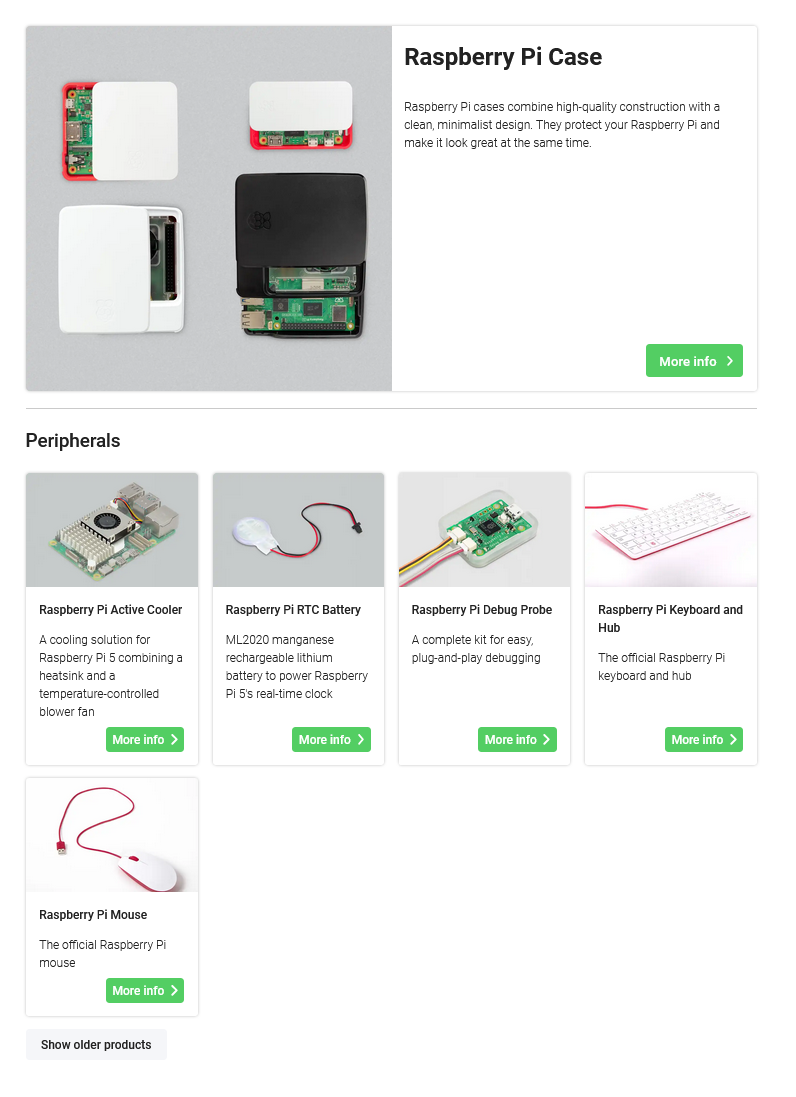 Raspberry Pi Case
Raspberry Pi cases combine high-quality construction with a
clean, minimalist design. They protect your Raspberry Pi and
make it look great at the same time.
More info
Peripherals
Raspberry Pi Active Cooler
A cooling solution for
Raspberry Pi 5 combining a
heatsink and a
temperature-controlled
blower fan
More info
Raspberry Pi RTC Battery
ML2020 manganese
rechargeable lithium
battery to power Raspberry
Pi 5's real-time clock
More info
Raspberry Pi Debug Probe
A complete kit for easy,
plug-and-play debugging
More info
Raspberry Pi Keyboard and
Hub
The official Raspberry Pi
keyboard and hub
More info
Raspberry Pi Mouse
The official Raspberry Pi
mouse
More info
Show older products